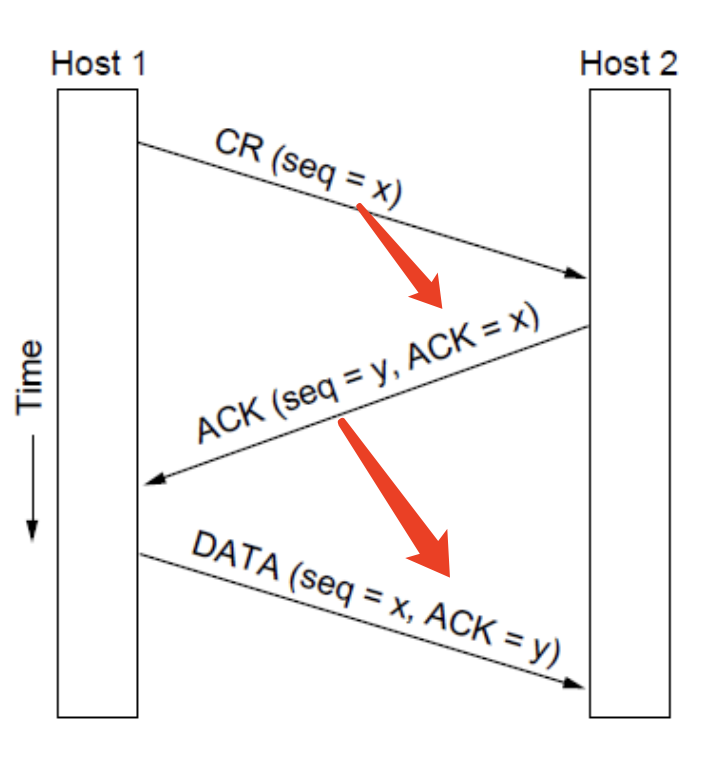 Host 1
Host 2
CR (seq = x)
ACK (seq = y, ACK = x)
Time
DATA (seq = x, ACK = y)